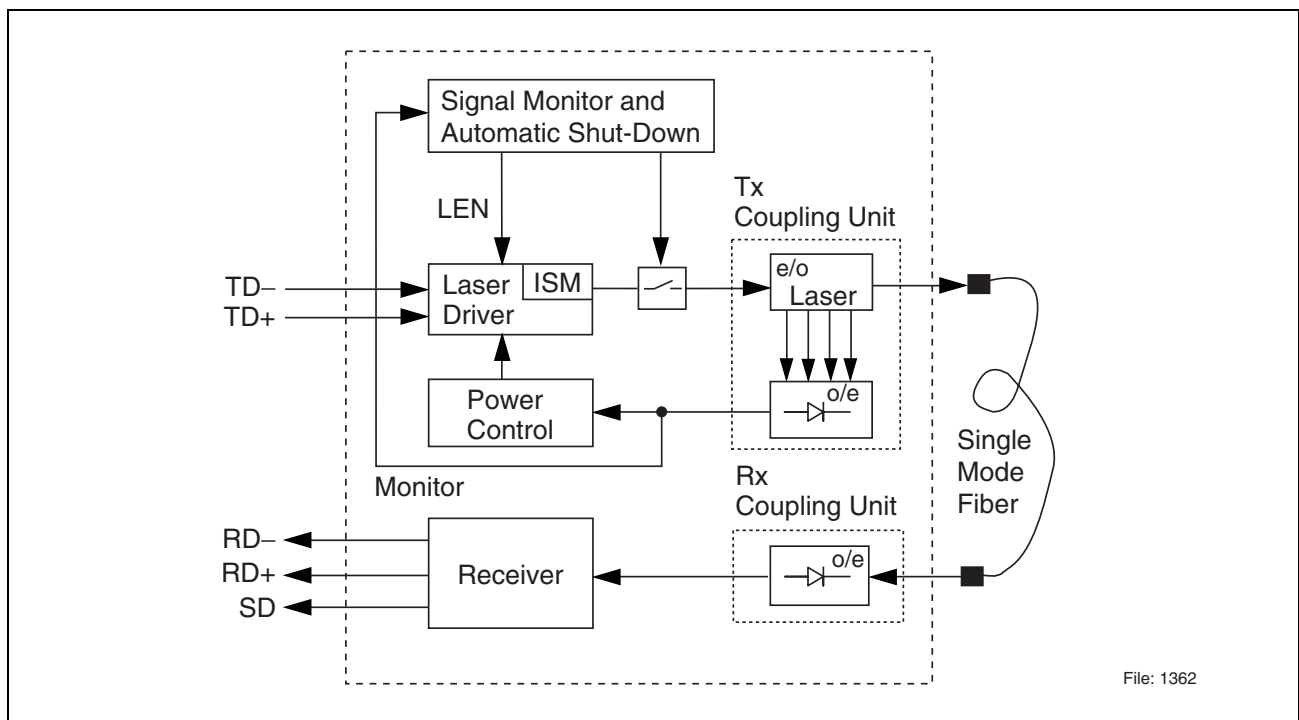 Signal Monitor and
Automatic Shut-Down
LEN
Tx
Coupling Unit
TD−
TD+
Laser
Driver
ISM
e/o
Laser
Power
Control
o/e
Monitor
Single
Mode
Fiber
Rx
Coupling Unit
RD−
RD+
SD
Receiver
o/e
File: 1362